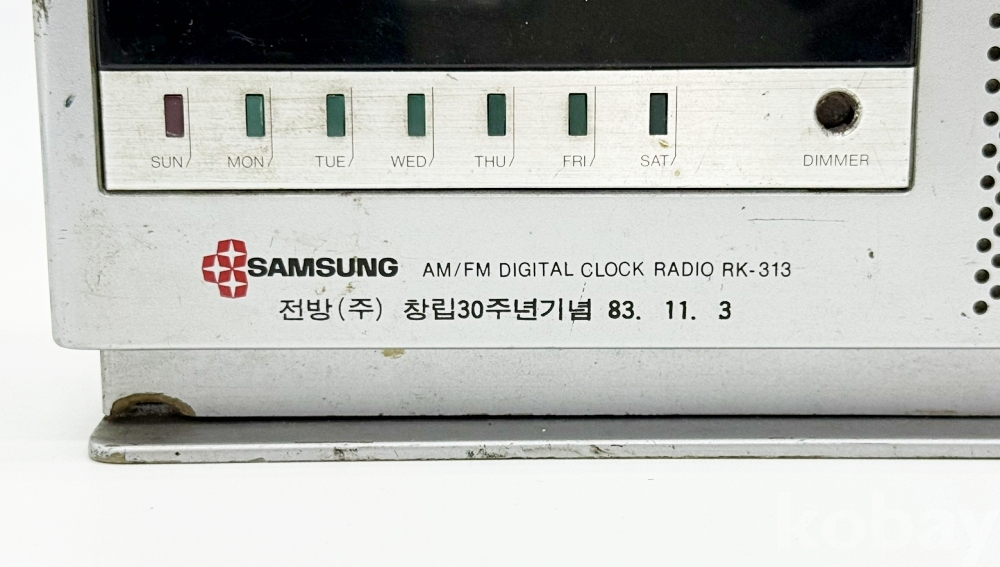 SUN MON TUE WED THU FRI SAT DIMMER
SAMSUNG AM/FM DIGITAL CLOCK RADIO RK-313
전방(주) 창립30주년기념 83. 11. 3
kobay